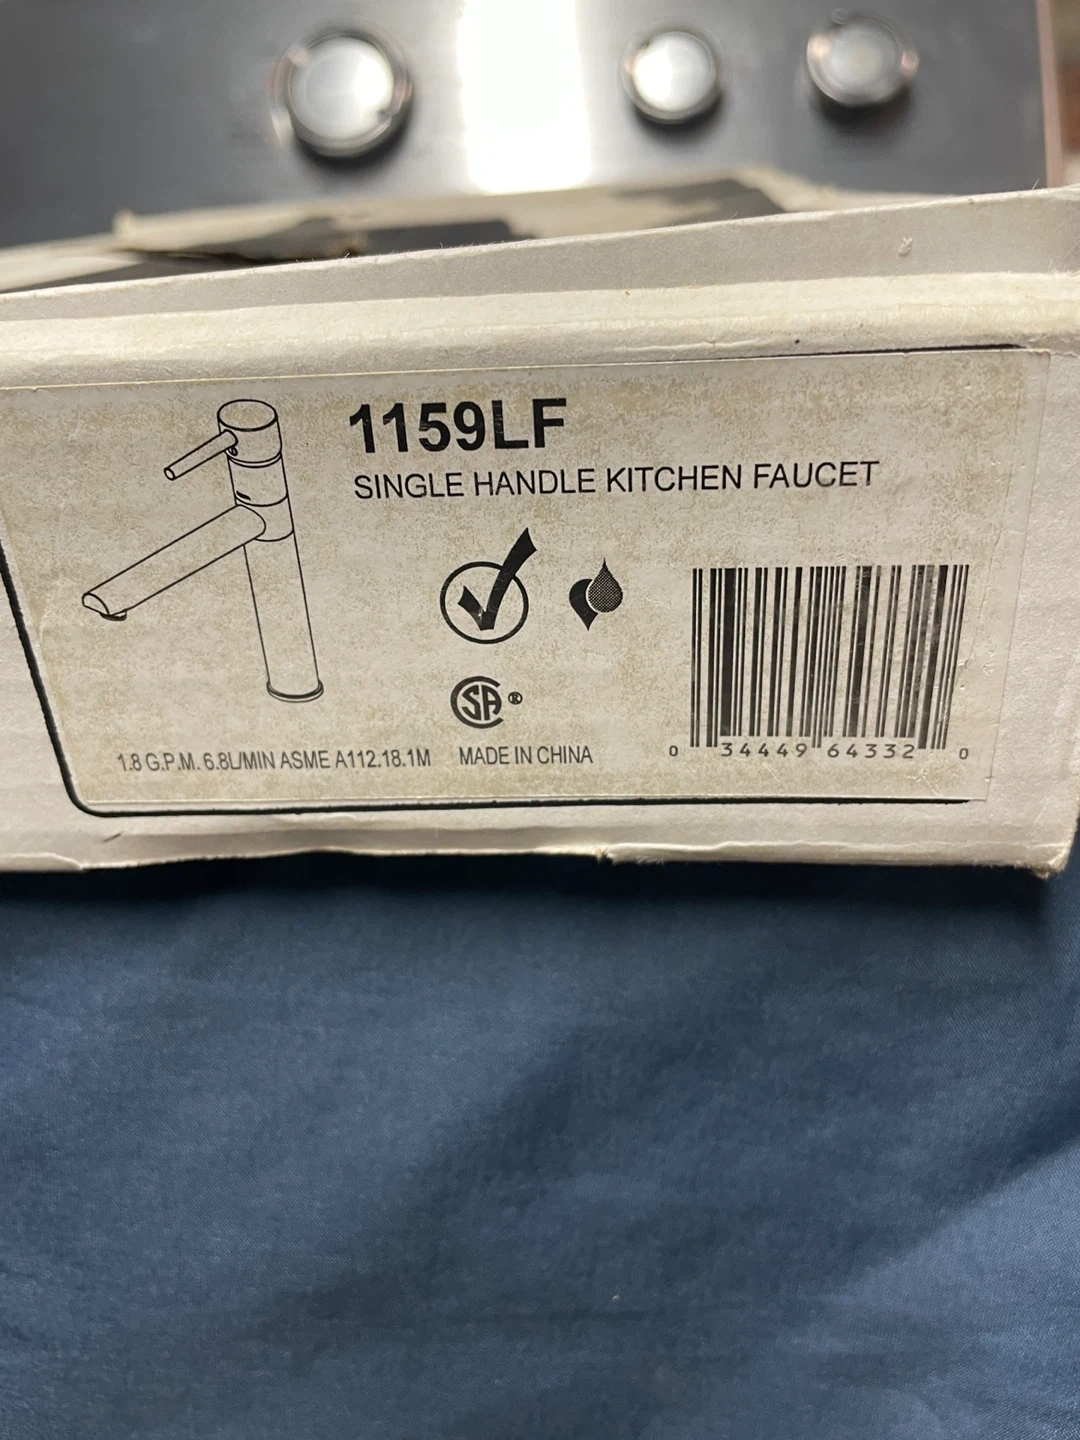 1159LF
SINGLE HANDLE KITCHEN FAUCET
SA ®
1.8 G.P.M. 6.8L/MIN ASME A112.18.1M MADE IN CHINA
0 34449 64332 0